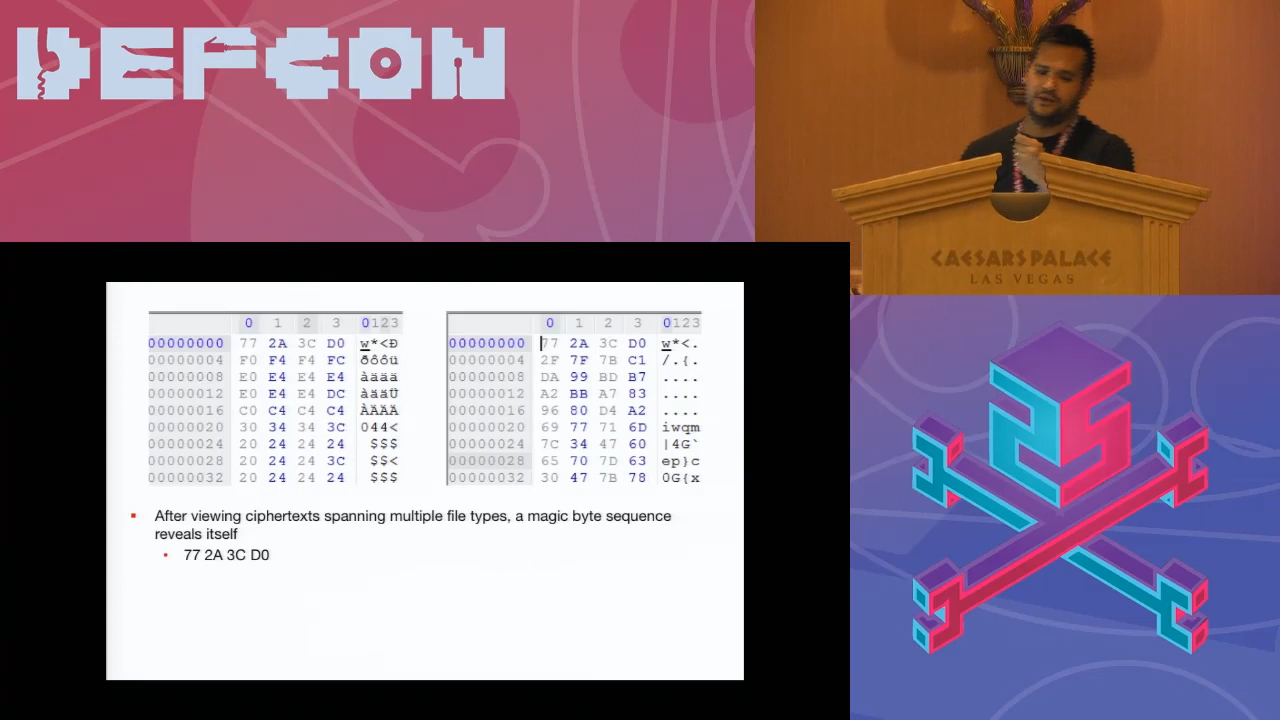 DEFCON
CAESARS PALACE
LAS VEGAS
0 1 2 3 0123
00000000 77 2A 3C D0 w*<Ð
00000004 F0 F4 F4 FC ðôôü
00000008 E0 E4 E4 E4 àäää
00000012 E0 E4 E4 DC àääÜ
00000016 C0 C4 C4 C4 ÀÄÄÄ
00000020 30 34 34 3C 044<
00000024 20 24 24 24 $$$
00000028 20 24 24 3C $$<
00000032 20 24 24 24 $$$
0 1 2 3 0123
00000000 77 2A 3C D0 w*<.
00000004 2F 7F 7B C1 /.{.
00000008 DA 99 BD B7 ....
00000012 A2 BB A7 83 ....
00000016 96 80 D4 A2 ....
00000020 69 77 71 6D iwqm
00000024 7C 34 47 60 |4G`
00000028 65 70 7D 63 ep}c
00000032 30 47 7B 78 0G{x
After viewing ciphertexts spanning multiple file types, a magic byte sequence
reveals itself
77 2A 3C D0
25